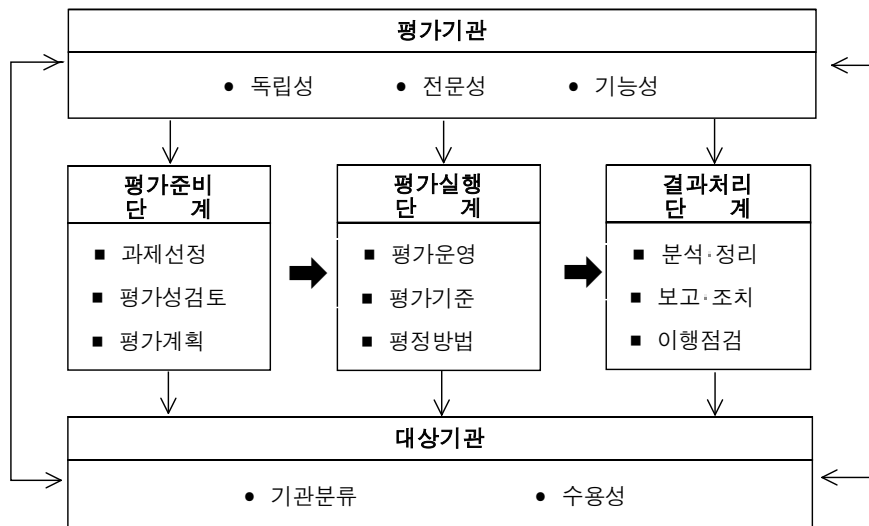 평가기관
• 독립성 • 전문성 • 기능성
평가준비
단 계
■ 과제선정
■ 평가성검토
■ 평가계획
평가실행
단 계
■ 평가운영
■ 평가기준
■ 평정방법
결과처리
단 계
■ 분석·정리
■ 보고·조치
■ 이행점검
대상기관
• 기관분류 • 수용성